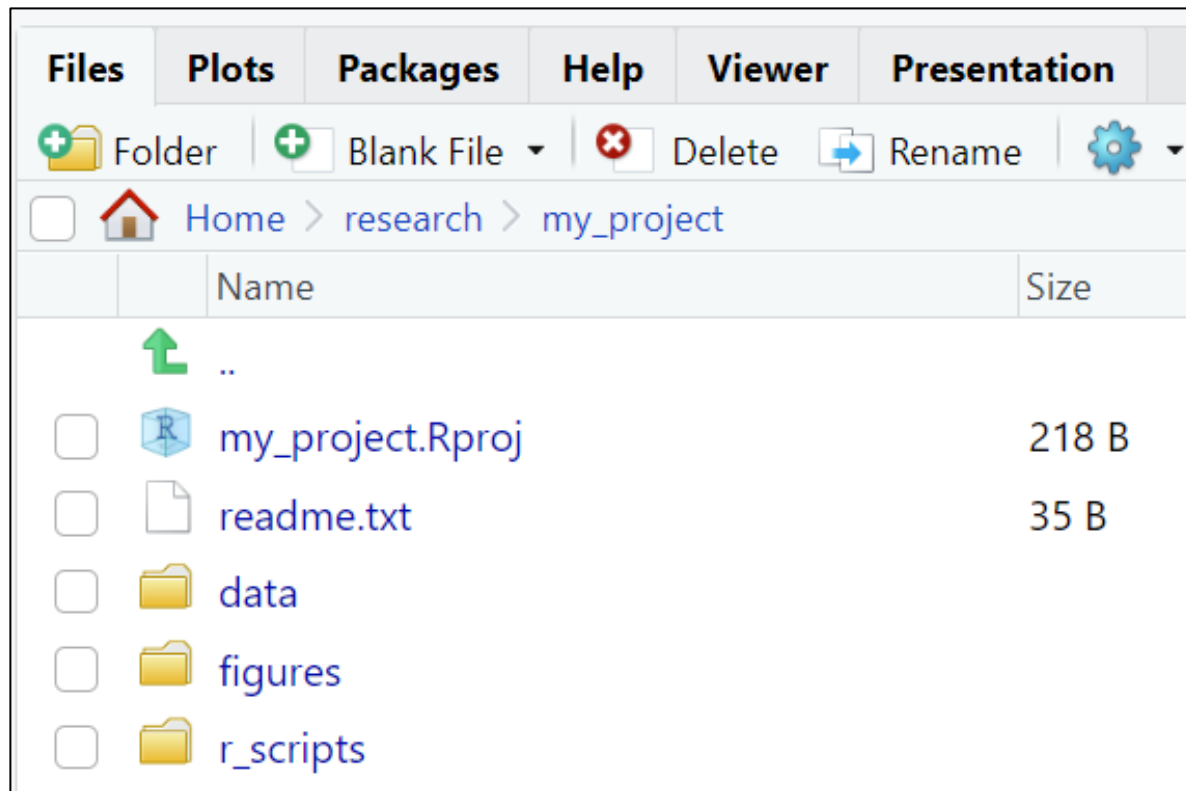 Files Plots Packages Help Viewer Presentation
Folder Blank File Delete Rename
Home > research > my_project
Name Size
..
R my_project.Rproj 218 B
readme.txt 35 B
data
figures
r_scripts